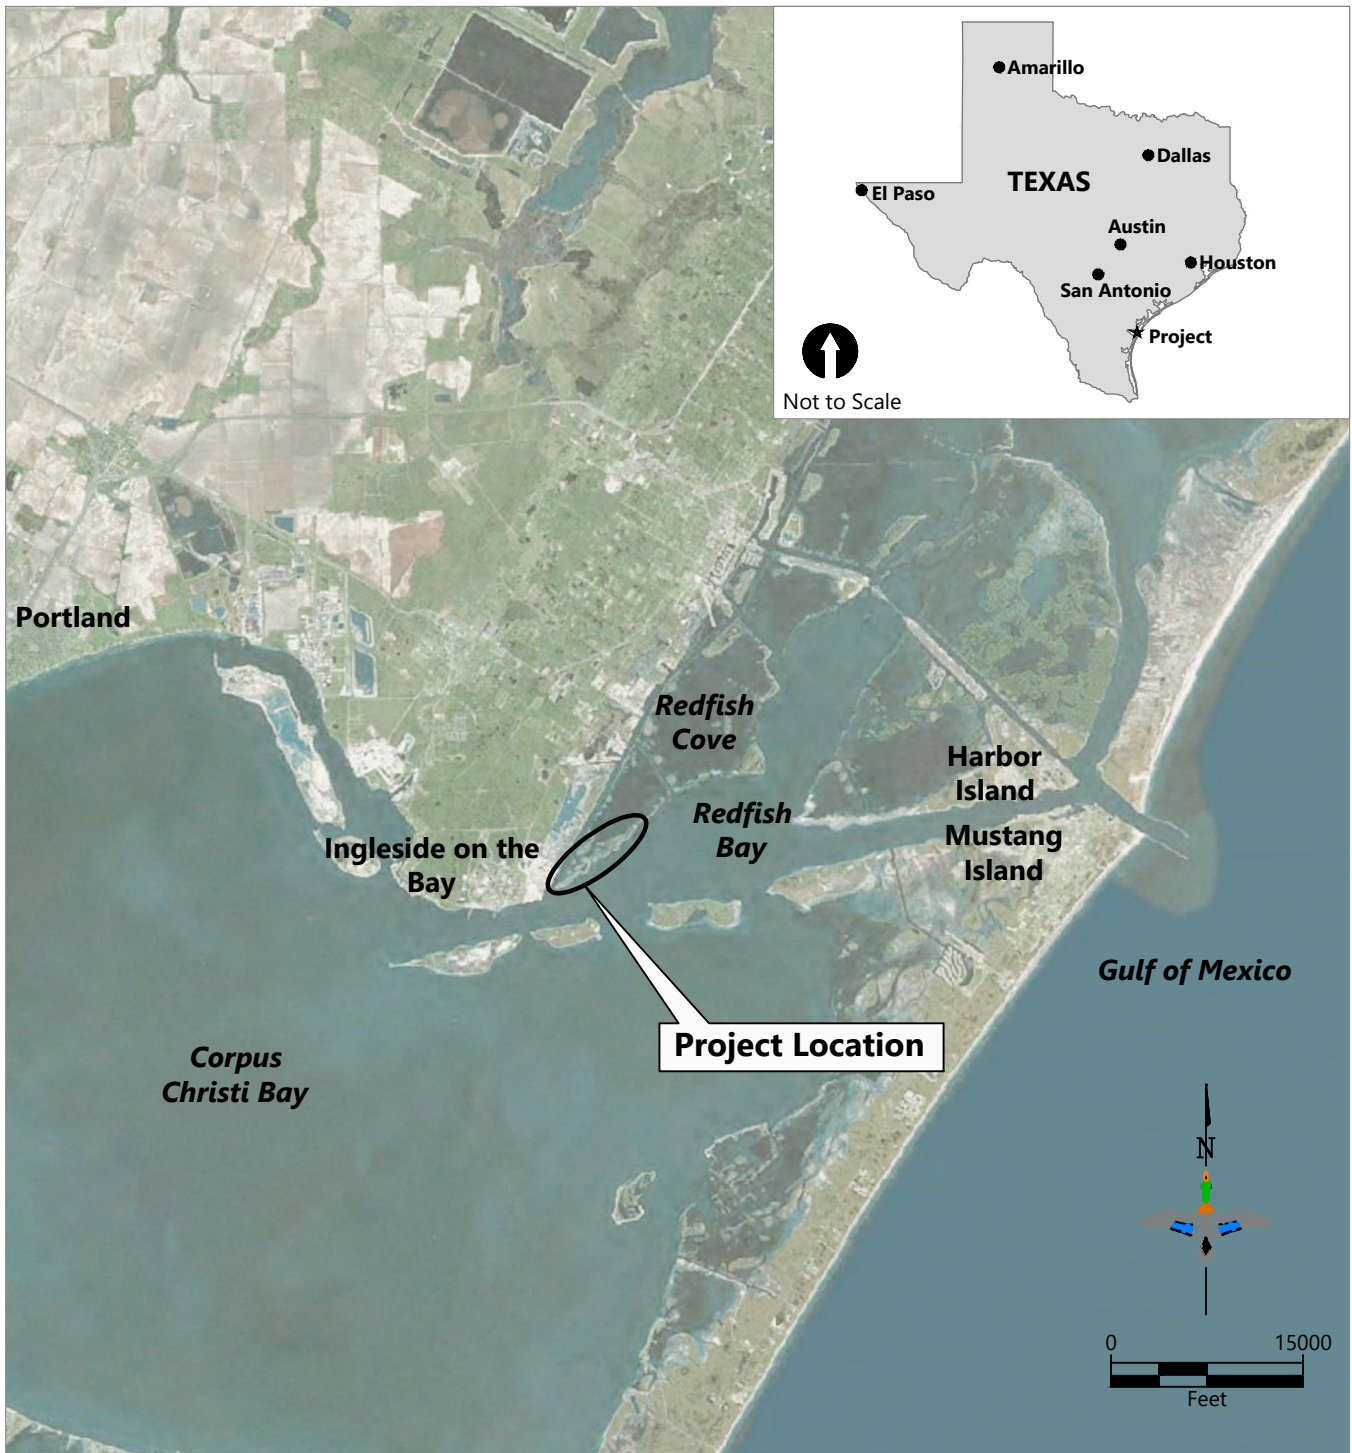 Amarillo
Dallas
TEXAS
El Paso
Austin
Houston
San Antonio
Project
Not to Scale
Portland
Redfish
Cove
Harbor
Island
Redfish
Bay
Mustang
Island
Ingleside on the
Bay
Gulf of Mexico
Project Location
Corpus
Christi Bay
N
0 15000
Feet